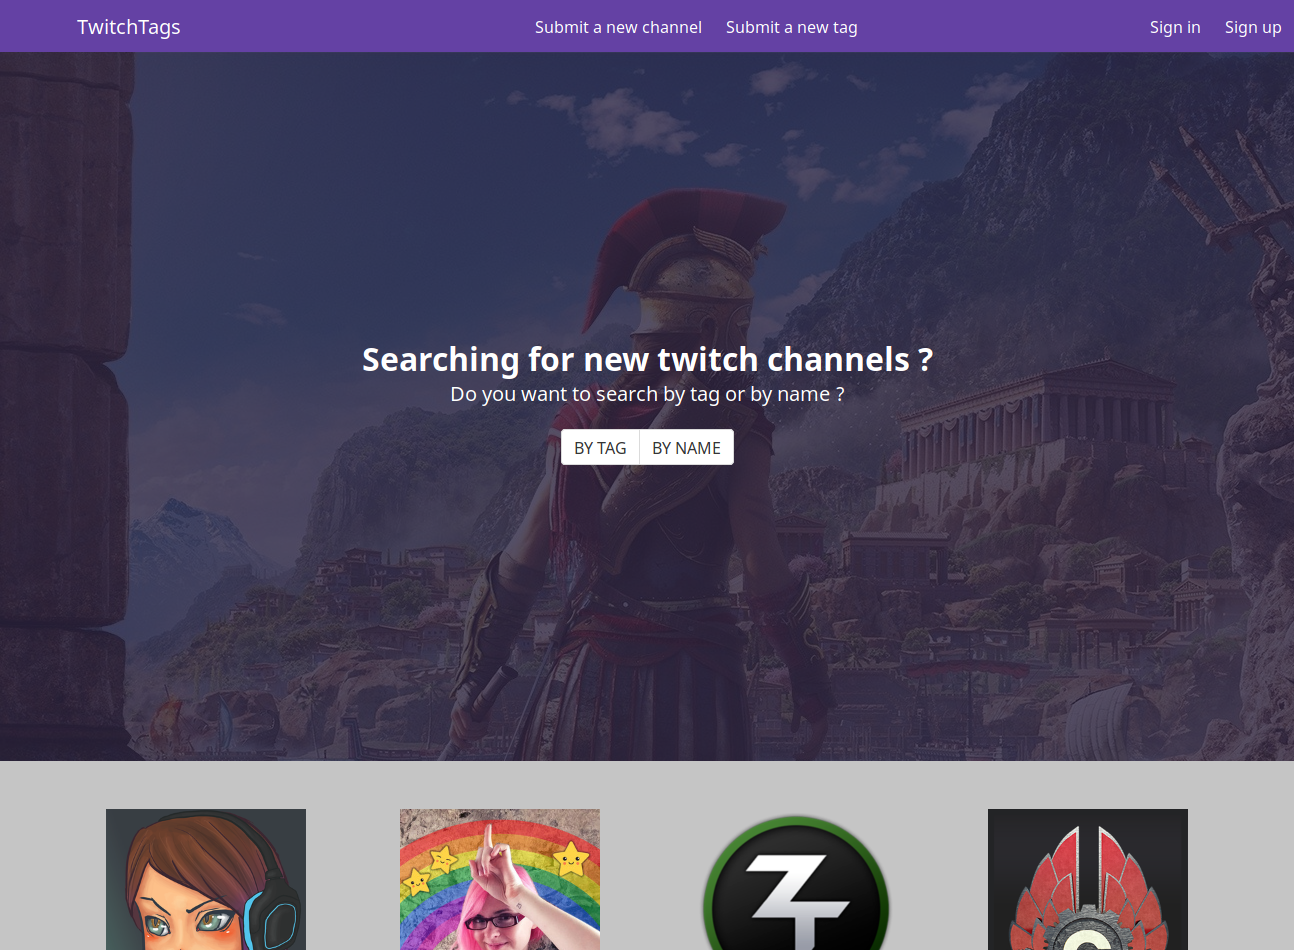 TwitchTags
Submit a new channel
Submit a new tag
Sign in
Sign up
Searching for new twitch channels ?
Do you want to search by tag or by name ?
BY TAG
BY NAME
ZT